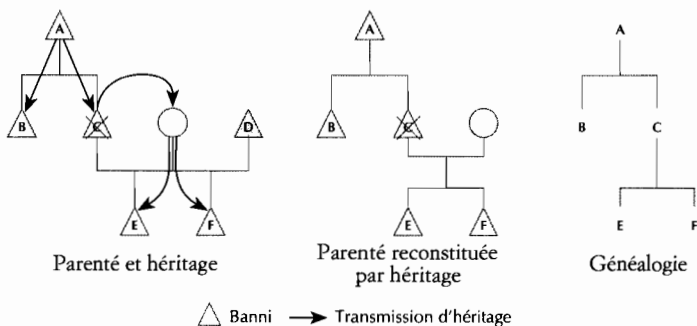 A A A
B C D B C B C
E F E F E F
Parenté et héritage
Parenté reconstituée
par héritage
Généalogie
Banni Transmission d'héritage